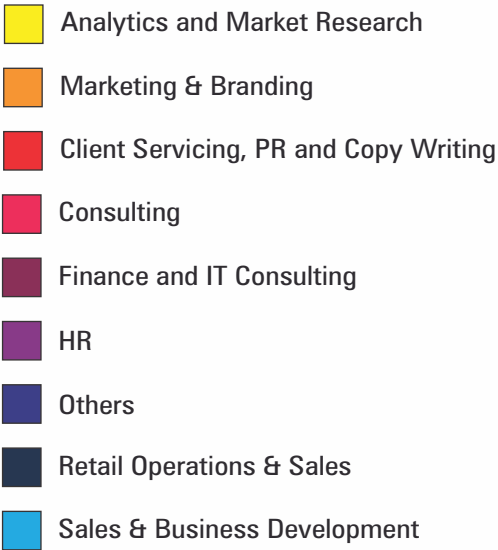 Analytics and Market Research
Marketing & Branding
Client Servicing, PR and Copy Writing
Consulting
Finance and IT Consulting
HR
Others
Retail Operations & Sales
Sales & Business Development